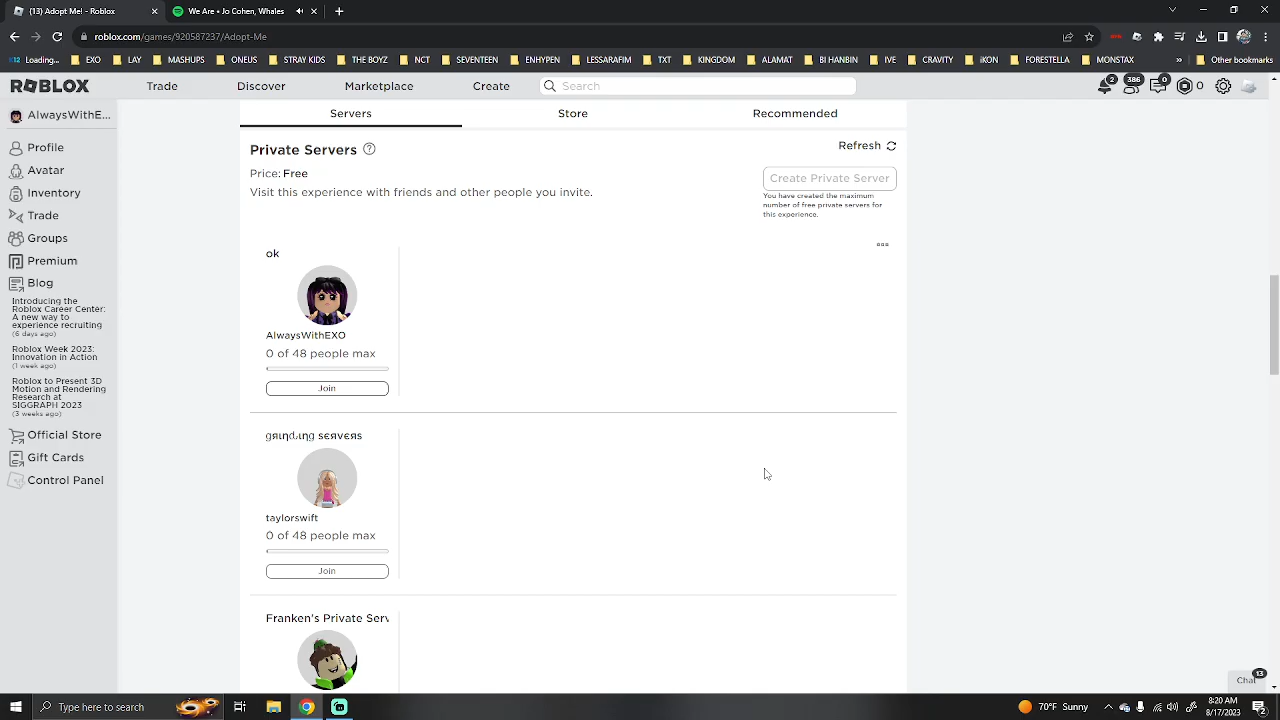 (13) Adopt Me! - Roblox
We Are - Jo Cohen, Whales
roblox.com/games/920587237/Adopt-Me
Loading...
EXO
LAY
MASHUPS
ONEUS
STRAY KIDS
THE BOYZ
NCT
SEVENTEEN
ENHYPEN
LESSARAFIM
TXT
KINGDOM
ALAMAT
BI HANBIN
IVE
CRAVITY
iKON
FORESTELLA
MONSTAX
»
Other bookmarks
ROBLOX
Trade
Discover
Marketplace
Create
Search
2
286
0
0
AlwaysWithE...
Profile
Avatar
Inventory
Trade
Groups
Premium
Blog
Introducing the
Roblox Career Center:
A new way to
experience recruiting
(6 days ago)
Roblox Week 2023:
Innovation in Action
(1 week ago)
Roblox to Present 3D
Motion and Rendering
Research at
SIGGRAPH 2023
(3 weeks ago)
Official Store
Gift Cards
Control Panel
Servers
Store
Recommended
Private Servers
Refresh
Price: Free
Visit this experience with friends and other people you invite.
Create Private Server
You have created the maximum
number of free private servers for
this experience.
ok
AlwaysWithEXO
0 of 48 people max
Join
taylorswift
0 of 48 people max
Join
Franken's Private Serv
Chat
13
Type here to search
70°F Sunny
8:20 AM
8/17/2023